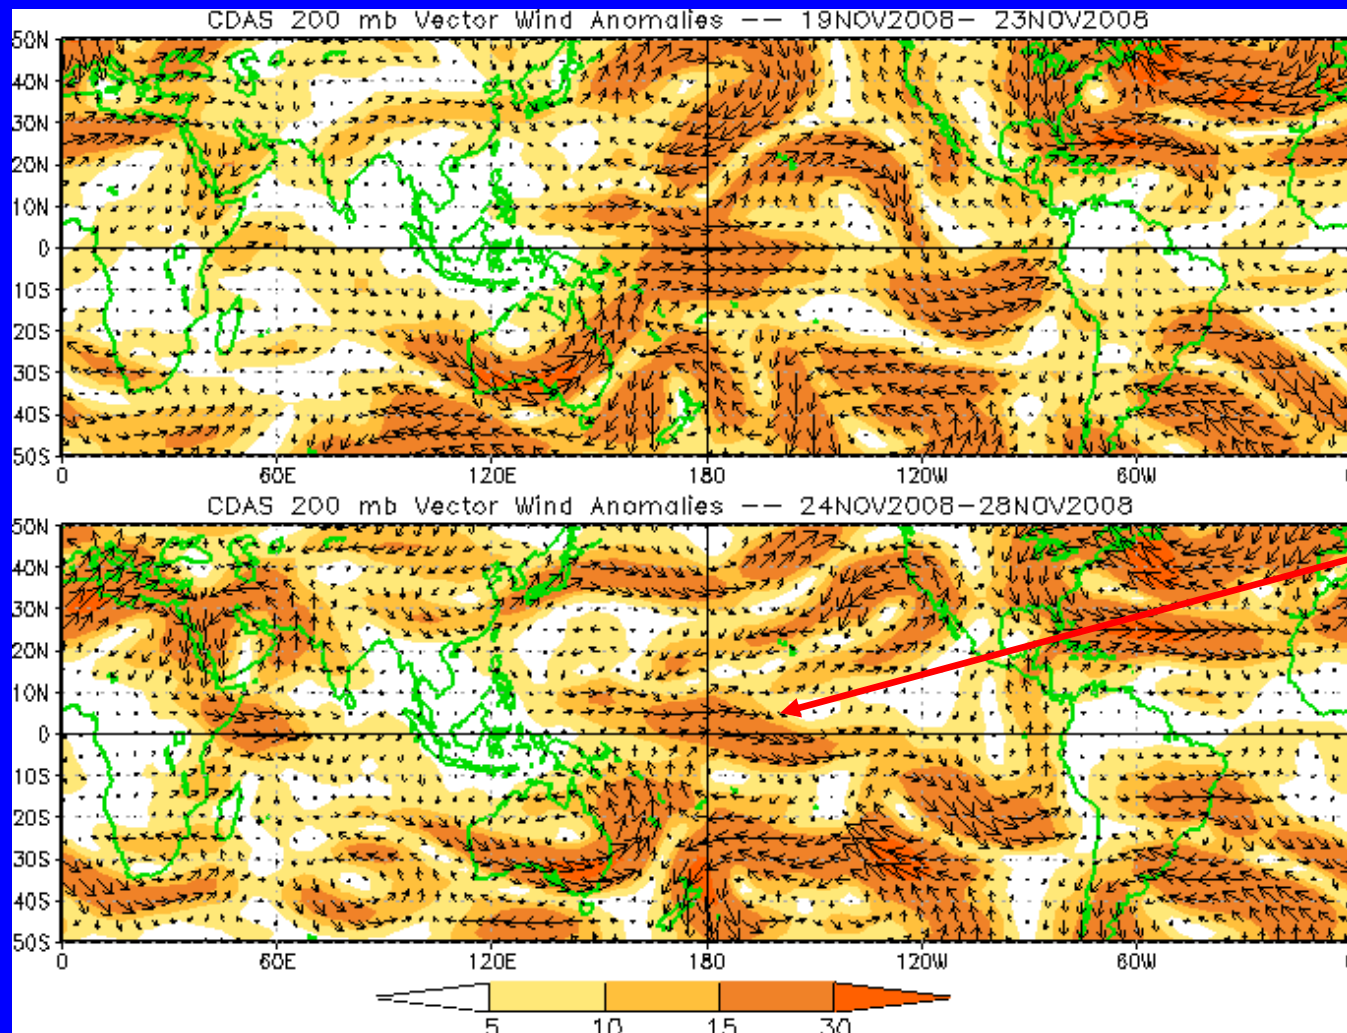 CDAS 200 mb Vector Wind Anomalies -- 19NOV2008- 23NOV2008
50N
40N
30N
20N
10N
0
10S
20S
30S
40S
50S
0 60E 120E 180 120W 60W 0
CDAS 200 mb Vector Wind Anomalies -- 24NOV2008-28NOV2008
50N
40N
30N
20N
10N
0
10S
20S
30S
40S
50S
0 60E 120E 180 120W 60W 0
5 10 15 30